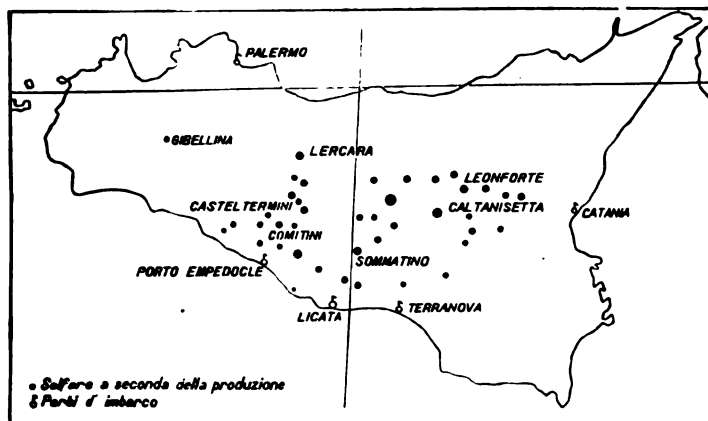 PALERMO
GIBELLINA
LERCARA
LEONFORTE
CASTELTERMINI
CALTANISETTA
CATANIA
COMITINI
SOMMATINO
PORTO EMPEDOCLE
LICATA
TERRANOVA
Solfare a seconda della produzione
Porti d' imbarco